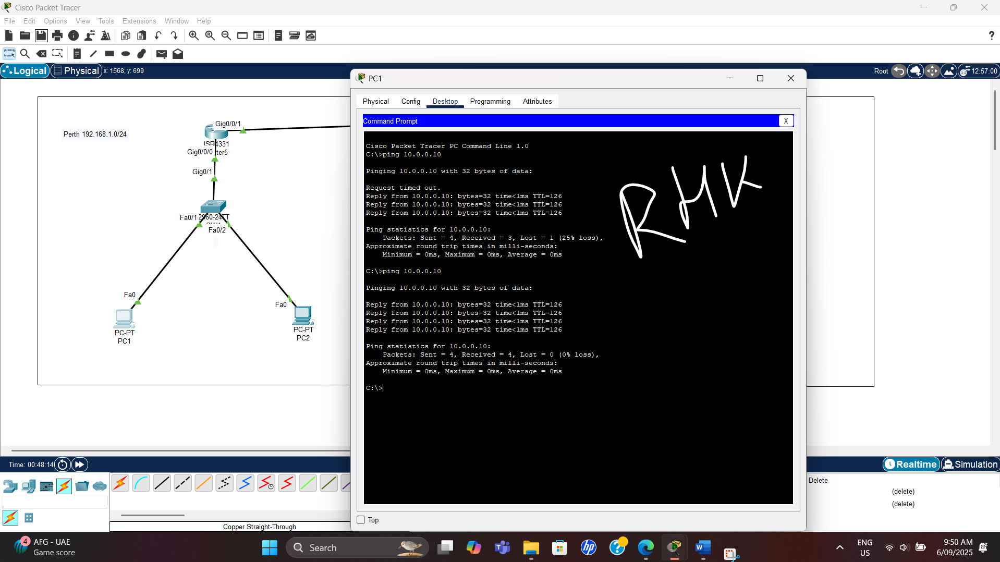 Cisco Packet Tracer
File Edit Options View Tools Extensions Window Help
?
Logical Physical x: 1568, y: 699
Root 12:57:00
Perth 192.168.1.0/24
Gig0/0/1
ISR4331
Gig0/0/0 ter5
Gig0/1
Fa0/1 2960-24TT
Fa0/2
Fa0
PC-PT
PC1
Fa0
PC-PT
PC2
PC1
Physical Config Desktop Programming Attributes
Command Prompt X
Cisco Packet Tracer PC Command Line 1.0
C:\>ping 10.0.0.10
Pinging 10.0.0.10 with 32 bytes of data:
Request timed out.
Reply from 10.0.0.10: bytes=32 time<1ms TTL=126
Reply from 10.0.0.10: bytes=32 time<1ms TTL=126
Reply from 10.0.0.10: bytes=32 time<1ms TTL=126
Ping statistics for 10.0.0.10:
Packets: Sent = 4, Received = 3, Lost = 1 (25% loss),
Approximate round trip times in milli-seconds:
Minimum = 0ms, Maximum = 0ms, Average = 0ms
C:\>ping 10.0.0.10
Pinging 10.0.0.10 with 32 bytes of data:
Reply from 10.0.0.10: bytes=32 time<1ms TTL=126
Reply from 10.0.0.10: bytes=32 time<1ms TTL=126
Reply from 10.0.0.10: bytes=32 time<1ms TTL=126
Reply from 10.0.0.10: bytes=32 time<1ms TTL=126
Ping statistics for 10.0.0.10:
Packets: Sent = 4, Received = 4, Lost = 0 (0% loss),
Approximate round trip times in milli-seconds:
Minimum = 0ms, Maximum = 0ms, Average = 0ms
C:\>
RMK
Top
Time: 00:48:14
Realtime Simulation
Delete
(delete)
(delete)
Copper Straight-Through
4 AFG - UAE
Game score
Search
ENG
US
9:50 AM
6/09/2025